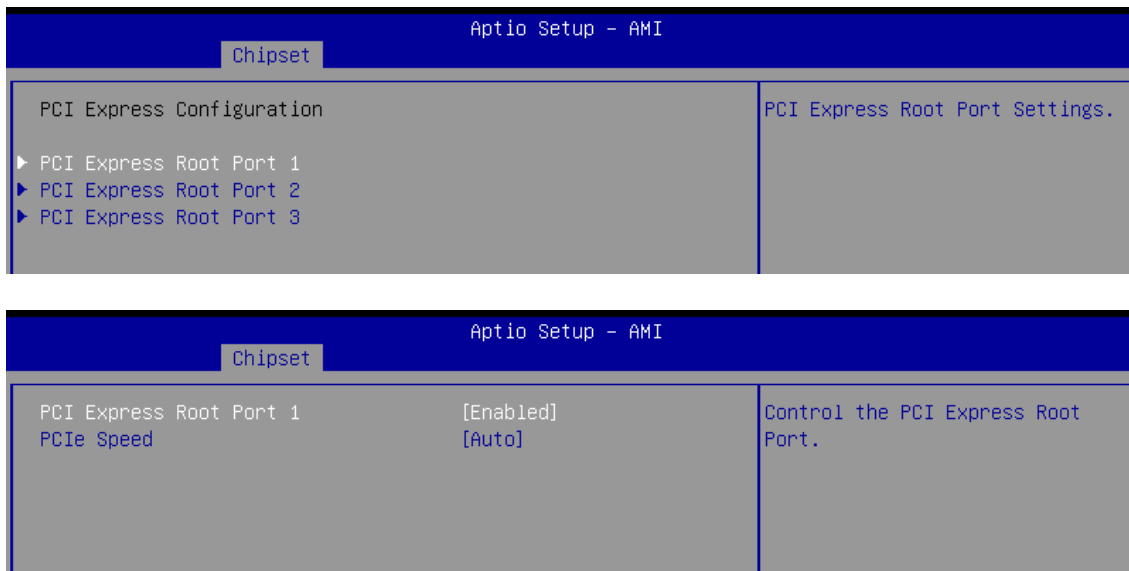 Aptio Setup – AMI
Chipset
PCI Express Configuration
PCI Express Root Port Settings.
PCI Express Root Port 1
PCI Express Root Port 2
PCI Express Root Port 3
Aptio Setup – AMI
Chipset
PCI Express Root Port 1 [Enabled]
PCIe Speed [Auto]
Control the PCI Express Root
Port.